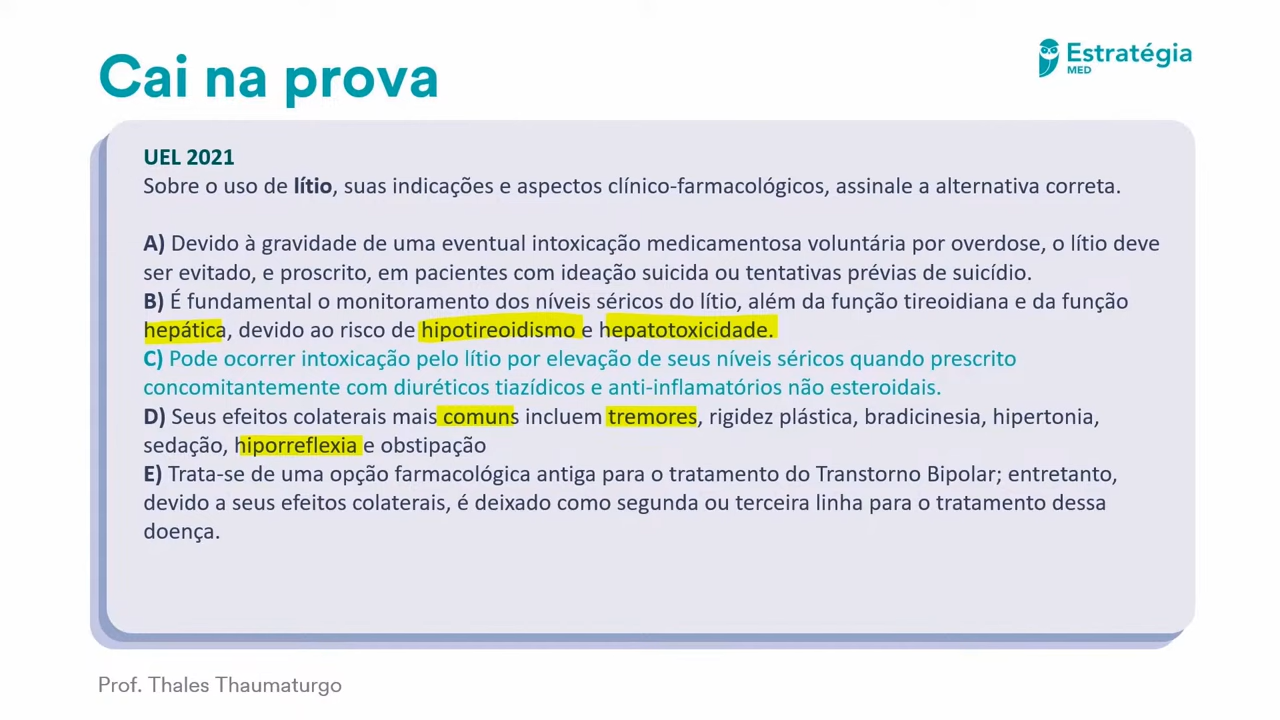 Cai na prova
Estratégia
MED
UEL 2021
Sobre o uso de lítio, suas indicações e aspectos clínico-farmacológicos, assinale a alternativa correta.
A) Devido à gravidade de uma eventual intoxicação medicamentosa voluntária por overdose, o lítio deve
ser evitado, e proscrito, em pacientes com ideação suicida ou tentativas prévias de suicídio.
B) É fundamental o monitoramento dos níveis séricos do lítio, além da função tireoidiana e da função
hepática, devido ao risco de hipotireoidismo e hepatotoxicidade.
C) Pode ocorrer intoxicação pelo lítio por elevação de seus níveis séricos quando prescrito
concomitantemente com diuréticos tiazídicos e anti-inflamatórios não esteroidais.
D) Seus efeitos colaterais mais comuns incluem tremores, rigidez plástica, bradicinesia, hipertonia,
sedação, hiporreflexia e obstipação
E) Trata-se de uma opção farmacológica antiga para o tratamento do Transtorno Bipolar; entretanto,
devido a seus efeitos colaterais, é deixado como segunda ou terceira linha para o tratamento dessa
doença.
Prof. Thales Thaumaturgo